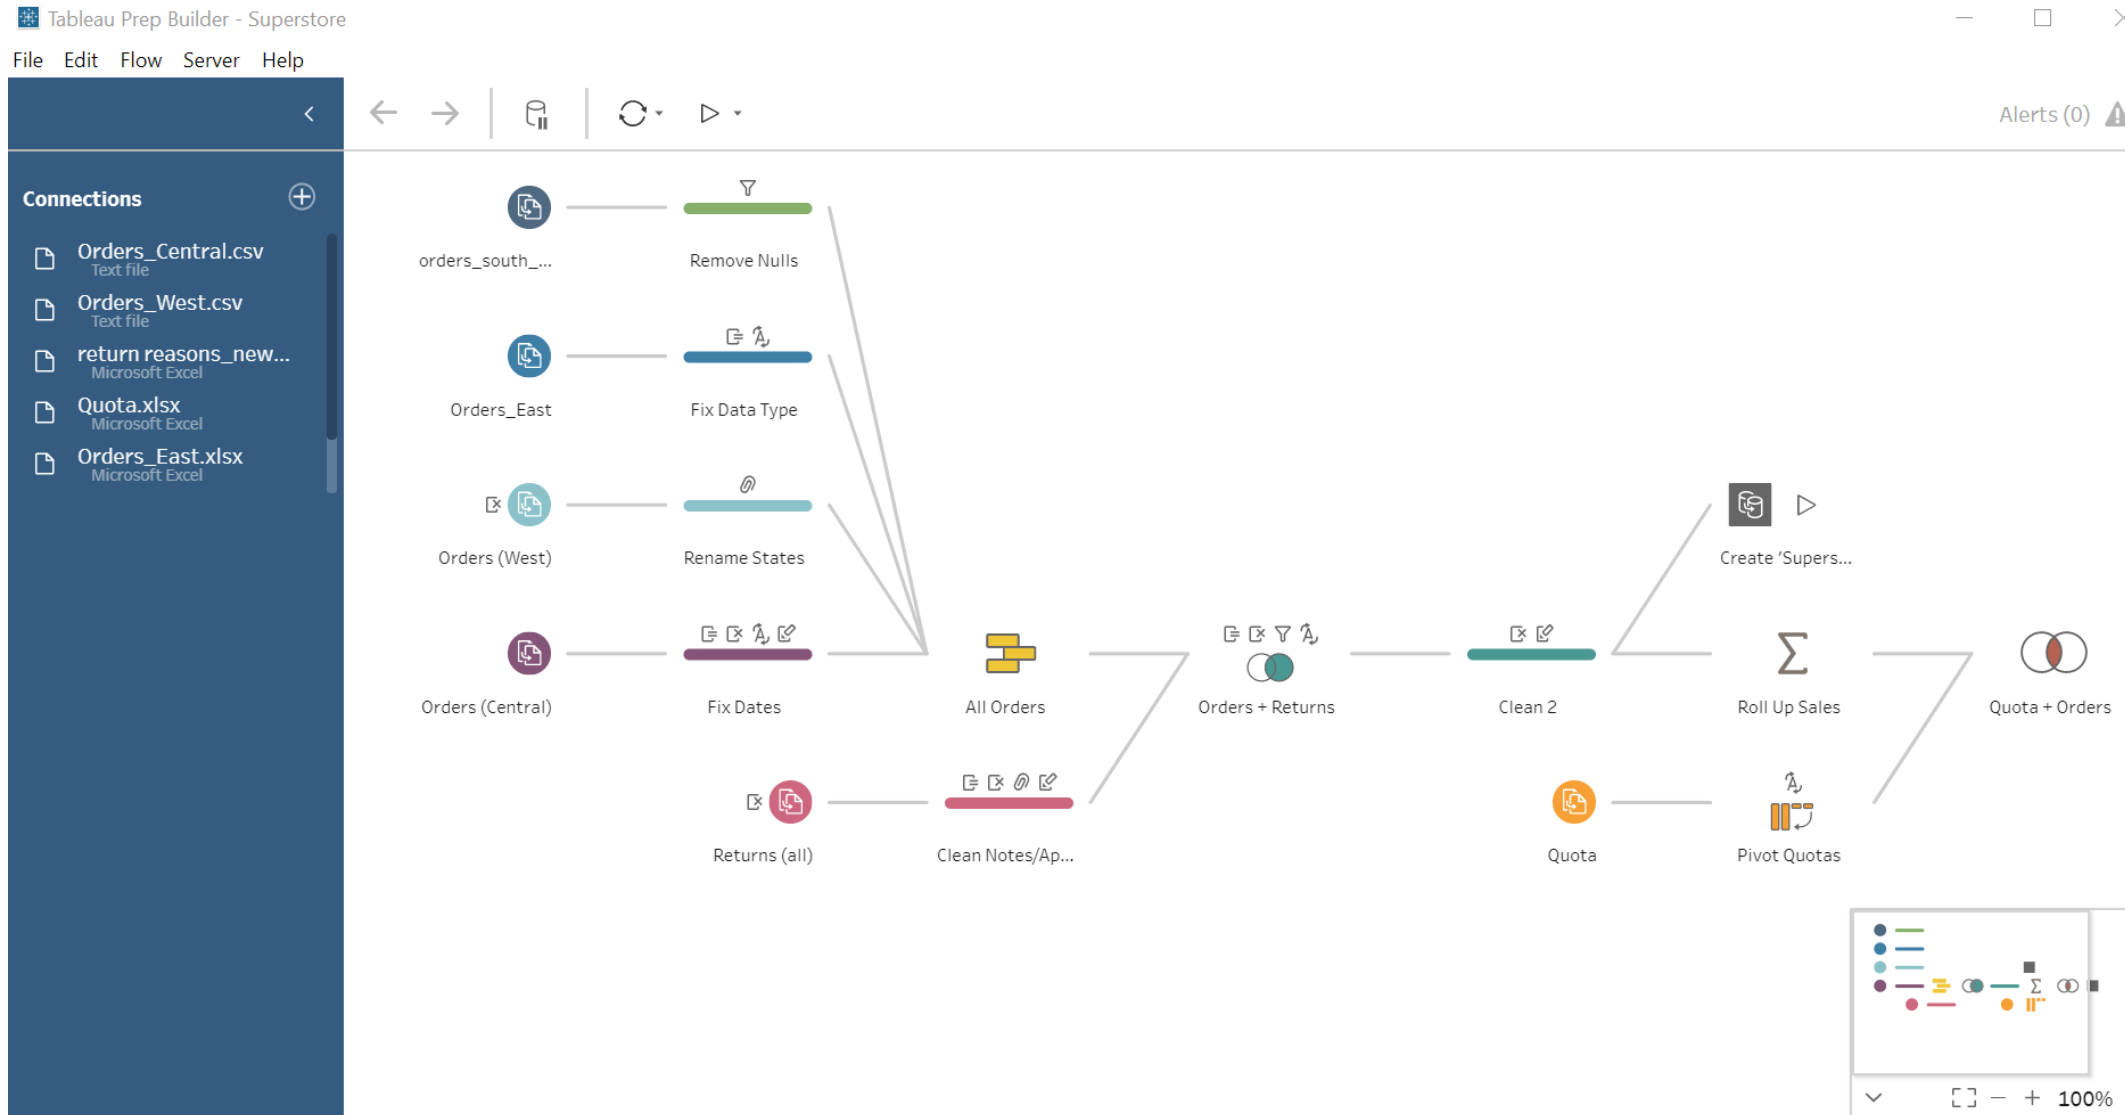 Tableau Prep Builder - Superstore
File Edit Flow Server Help
Alerts (0)
Connections
Orders_Central.csv
Text file
Orders_West.csv
Text file
return reasons_new...
Microsoft Excel
Quota.xlsx
Microsoft Excel
Orders_East.xlsx
Microsoft Excel
orders_south_... Remove Nulls
Orders_East Fix Data Type
Orders (West) Rename States Create 'Supers...
Orders (Central) Fix Dates All Orders Orders + Returns Clean 2 Roll Up Sales Quota + Orders
Returns (all) Clean Notes/Ap... Quota Pivot Quotas
100%